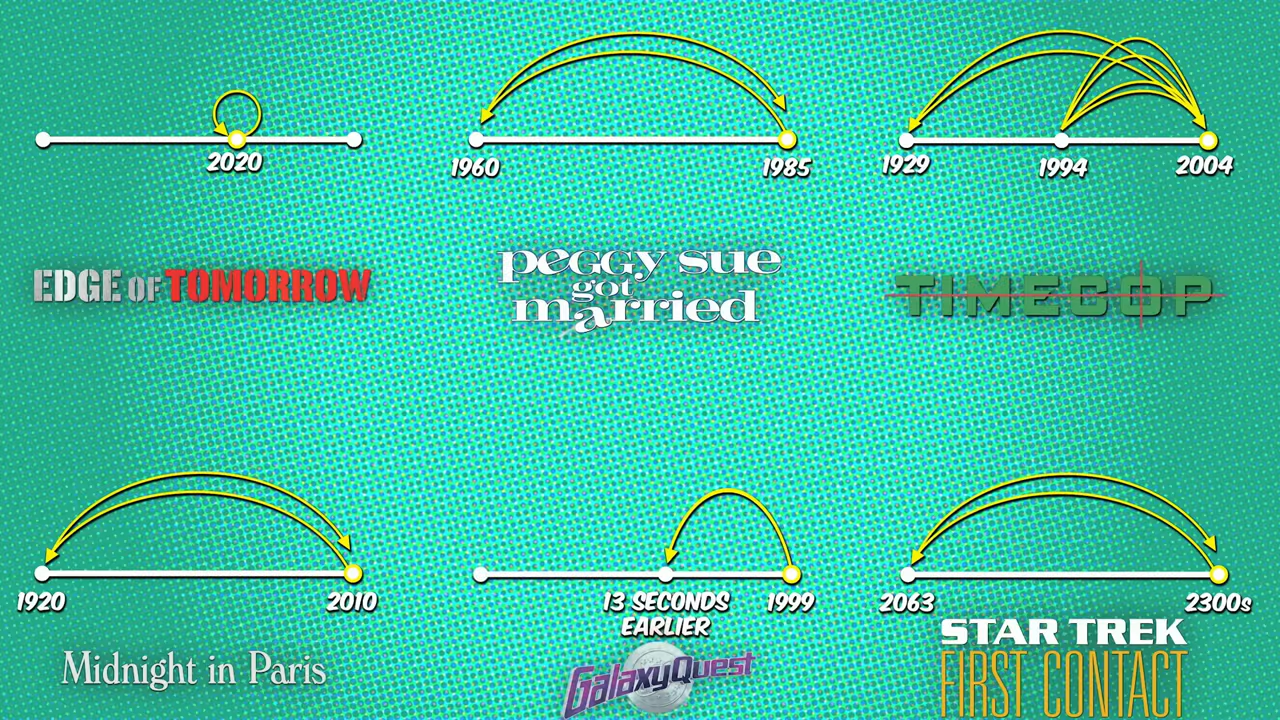 2020
1960
1985
1929
1994
2004
EDGE OF TOMORROW
peggy sue
got
married
TIMECOP
1920
2010
13 SECONDS
EARLIER
1999
2063
2300s
Midnight in Paris
GalaxyQuest
STAR TREK
FIRST CONTACT